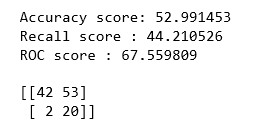 Accuracy score: 52.991453
Recall score : 44.210526
ROC score : 67.559809
[[42 53]
[ 2 20]]